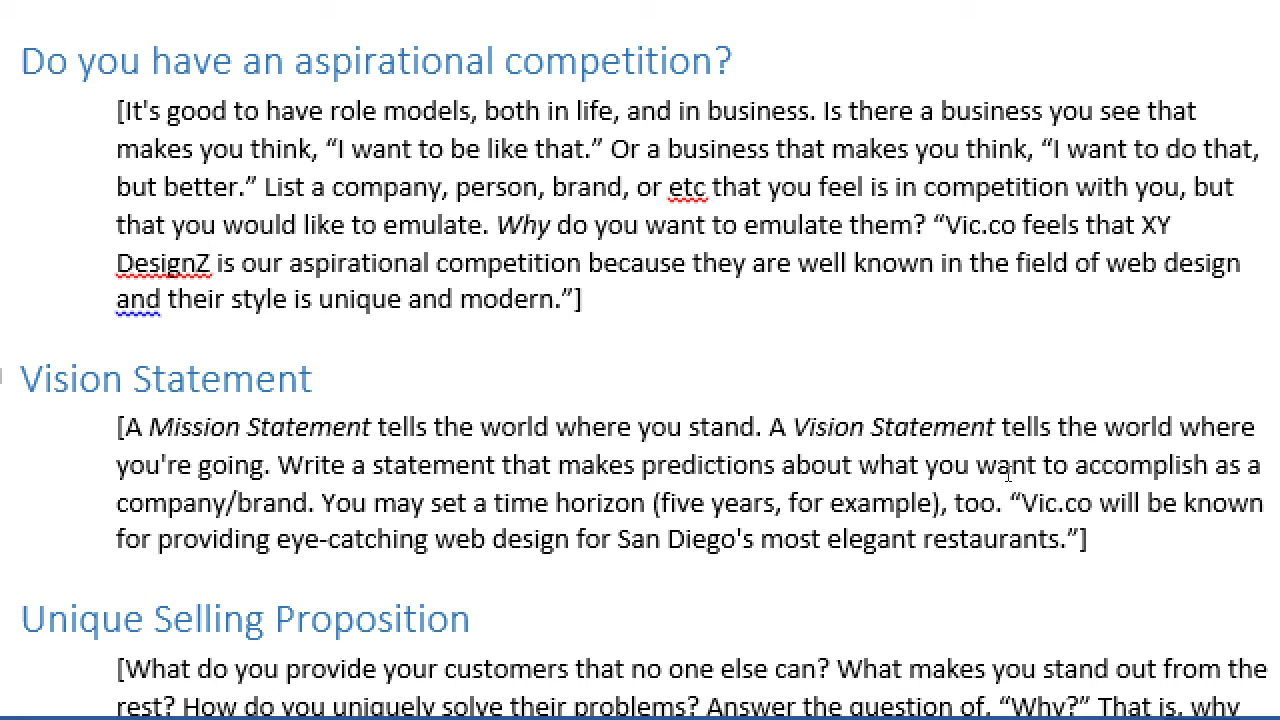 Do you have an aspirational competition?
[It's good to have role models, both in life, and in business. Is there a business you see that
makes you think, “I want to be like that.” Or a business that makes you think, “I want to do that,
but better.” List a company, person, brand, or etc that you feel is in competition with you, but
that you would like to emulate. Why do you want to emulate them? “Vic.co feels that XY
DesignZ is our aspirational competition because they are well known in the field of web design
and their style is unique and modern.”]
Vision Statement
[A Mission Statement tells the world where you stand. A Vision Statement tells the world where
you're going. Write a statement that makes predictions about what you want to accomplish as a
company/brand. You may set a time horizon (five years, for example), too. “Vic.co will be known
for providing eye-catching web design for San Diego's most elegant restaurants.”]
Unique Selling Proposition
[What do you provide your customers that no one else can? What makes you stand out from the
rest? How do you uniquely solve their problems? Answer the question of, “Why?” That is, why